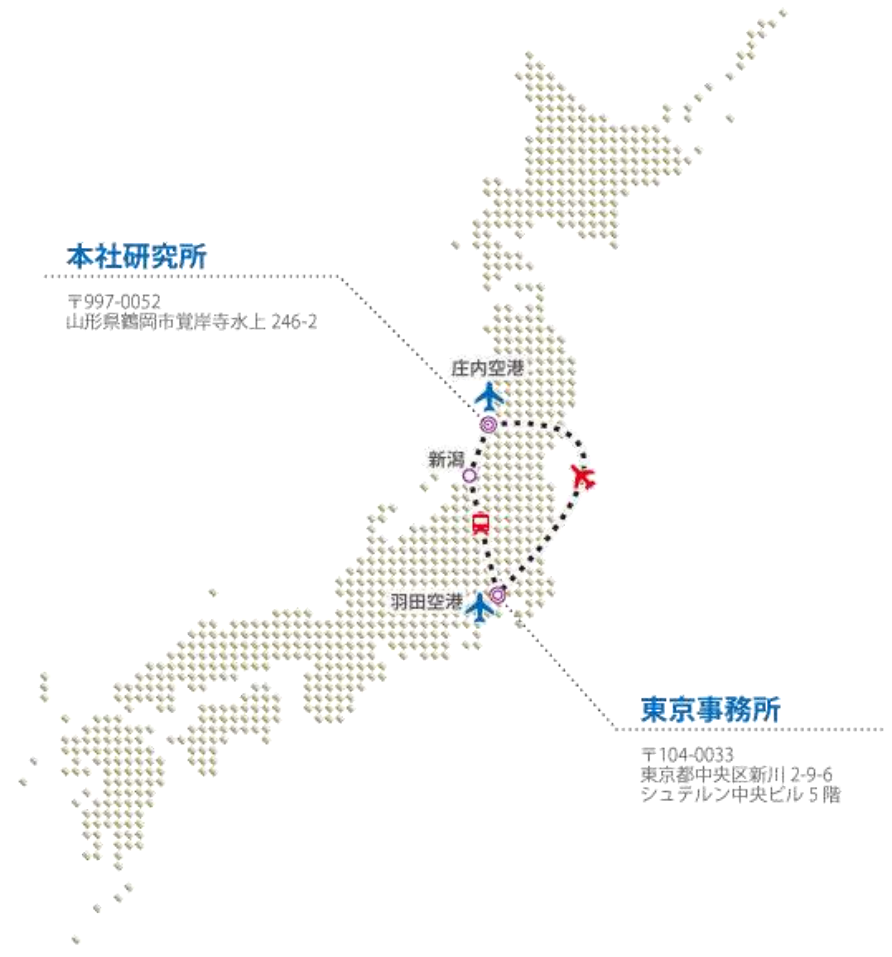 本社研究所
〒997-0052
山形県鶴岡市覚岸寺水上 246-2
庄内空港
新潟
羽田空港
東京事務所
〒104-0033
東京都中央区新川 2-9-6
シュテルン中央ビル 5 階